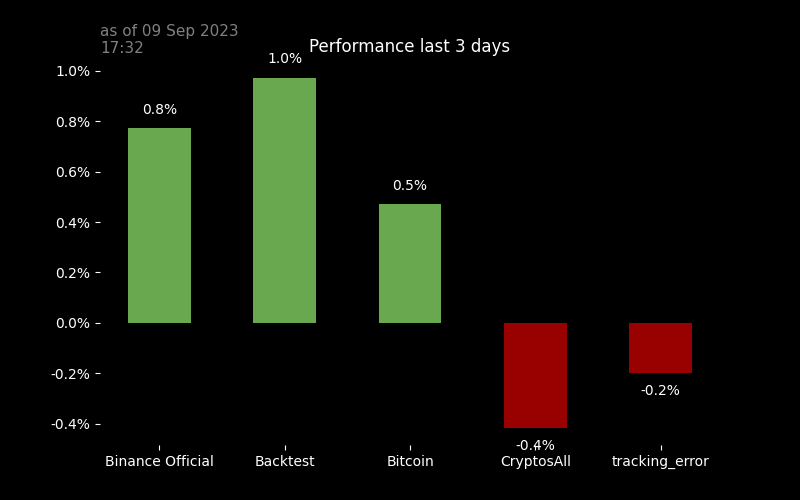 as of 09 Sep 2023
17:32
Performance last 3 days
1.0%
1.0%
0.8%
0.8%
0.6%
0.5%
0.4%
0.2%
0.0%
-0.2%
-0.2%
-0.4%
-0.4%
Binance Official
Backtest
Bitcoin
CryptosAll
tracking_error